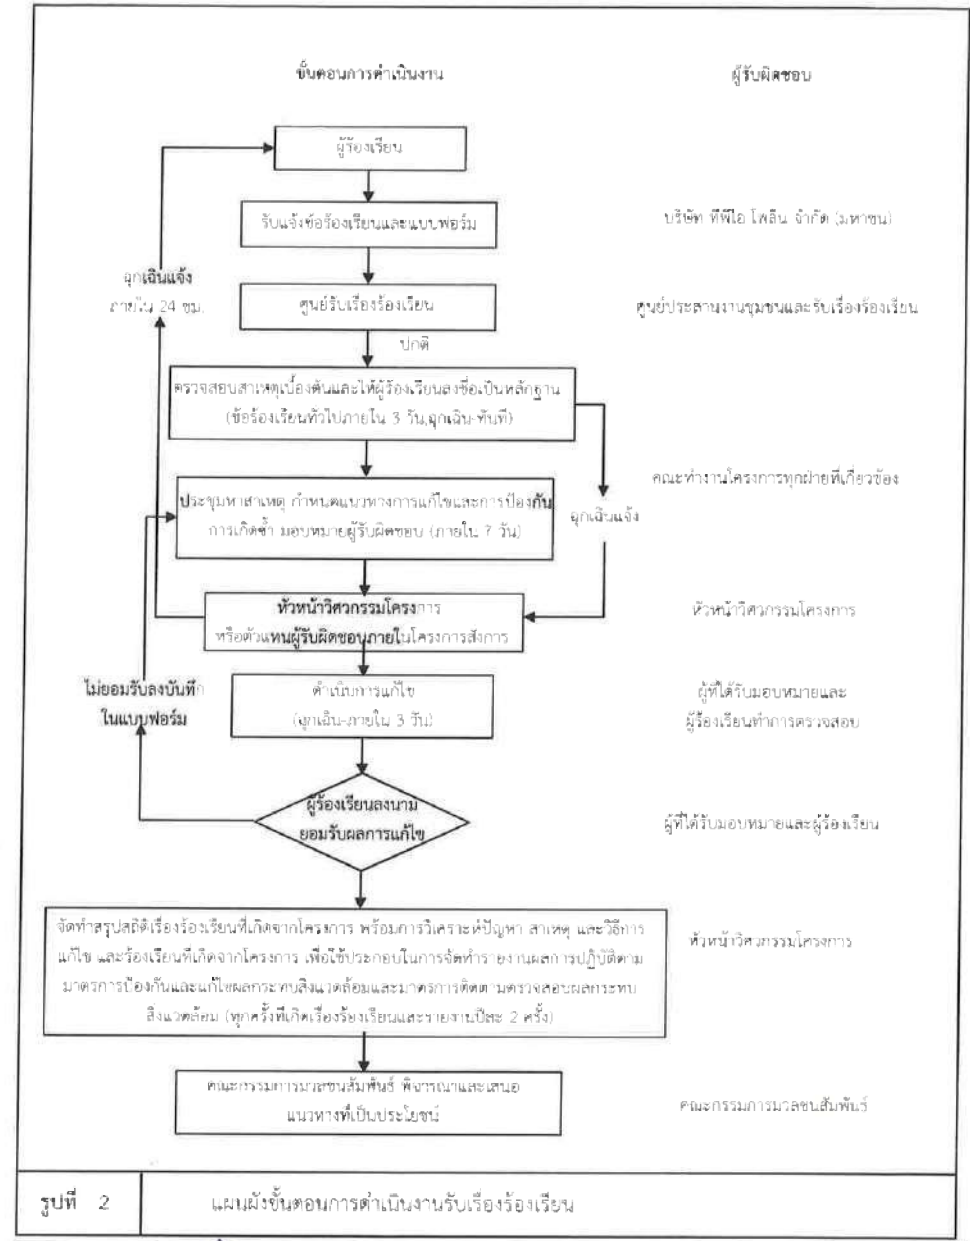 ขั้นตอนการดำเนินงาน
ผู้รับผิดชอบ
ผู้ร้องเรียน
รับแจ้งข้อร้องเรียนและแบบฟอร์ม
บริษัท ทีพีไอ โพลีน จำกัด (มหาชน)
ฉุกเฉินแจ้ง
ภายใน 24 ชม.
ศูนย์รับเรื่องร้องเรียน
ศูนย์ประสานงานชุมชนและรับเรื่องร้องเรียน
ปกติ
ตรวจสอบสาเหตุเบื้องต้นและให้ผู้ร้องเรียนลงชื่อเป็นหลักฐาน
(ข้อร้องเรียนทั่วไปภายใน 3 วัน,ฉุกเฉิน-ทันที)
คณะทำงานโครงการทุกฝ่ายที่เกี่ยวข้อง
ประชุมหาสาเหตุ กำหนดแนวทางการแก้ไขและการป้องกัน
การเกิดซ้ำ มอบหมายผู้รับผิดชอบ (ภายใน 7 วัน)
ฉุกเฉินแจ้ง
หัวหน้าวิศวกรรมโครงการ
หรือตัวแทนผู้รับผิดชอบภายในโครงการสั่งการ
หัวหน้าวิศวกรรมโครงการ
ไม่ยอมรับลงบันทึก
ในแบบฟอร์ม
ดำเนินการแก้ไข
(ฉุกเฉิน-ภายใน 3 วัน)
ผู้ที่ได้รับมอบหมายและ
ผู้ร้องเรียนทำการตรวจสอบ
ผู้ร้องเรียนลงนาม
ยอมรับผลการแก้ไข
ผู้ที่ได้รับมอบหมายและผู้ร้องเรียน
จัดทำสรุปสถิติเรื่องร้องเรียนที่เกิดจากโครงการ พร้อมการวิเคราะห์ปัญหา สาเหตุ และวิธีการ
แก้ไข และร้องเรียนที่เกิดจากโครงการ เพื่อใช้ประกอบในการจัดทำรายงานผลการปฏิบัติตาม
มาตรการป้องกันและแก้ไขผลกระทบสิ่งแวดล้อมและมาตรการติดตามตรวจสอบผลกระทบ
สิ่งแวดล้อม (ทุกครั้งที่เกิดเรื่องร้องเรียนและรายงานปีละ 2 ครั้ง)
หัวหน้าวิศวกรรมโครงการ
คณะกรรมการมวลชนสัมพันธ์ พิจารณาและเสนอ
แนวทางที่เป็นประโยชน์
คณะกรรมการมวลชนสัมพันธ์
รูปที่ 2
แผนผังขั้นตอนการดำเนินงานรับเรื่องร้องเรียน